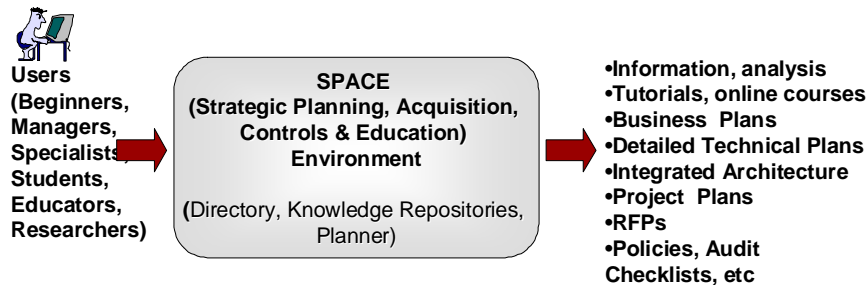 Users
(Beginners,
Managers,
Specialists,
Students,
Educators,
Researchers)
SPACE
(Strategic Planning, Acquisition,
Controls & Education)
Environment
(Directory, Knowledge Repositories,
Planner)
•Information, analysis
•Tutorials, online courses
•Business Plans
•Detailed Technical Plans
•Integrated Architecture
•Project Plans
•RFPs
•Policies, Audit
Checklists, etc